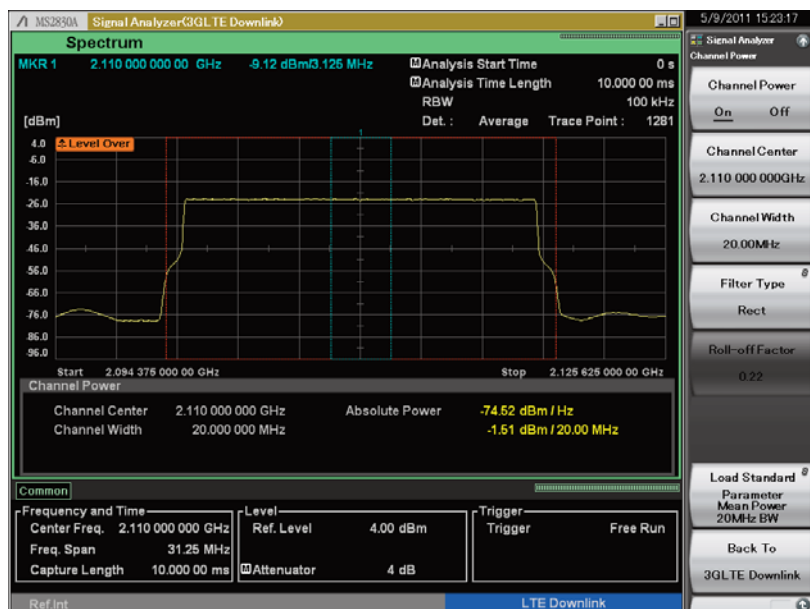 MS2830A Signal Analyzer(3GLTE Downlink)
5/9/2011 15:23:17
Spectrum
MKR 1 2.110 000 000 00 GHz -9.12 dBm/3.125 MHz
Analysis Start Time 0 s
Analysis Time Length 10.000 00 ms
RBW 100 kHz
Det. : Average Trace Point : 1281
[dBm]
Level Over
1
4.0
-6.0
-16.0
-26.0
-36.0
-46.0
-56.0
-66.0
-76.0
-86.0
-96.0
Start 2.094 375 000 00 GHz Stop 2.125 625 000 00 GHz
Channel Power
Channel Center 2.110 000 000 GHz Absolute Power -74.52 dBm / Hz
Channel Width 20.000 000 MHz -1.51 dBm / 20.00 MHz
Common
Frequency and Time
Center Freq. 2.110 000 000 GHz
Freq. Span 31.25 MHz
Capture Length 10.000 00 ms
Level
Ref. Level 4.00 dBm
Attenuator 4 dB
Trigger
Trigger Free Run
Ref.Int LTE Downlink
Signal Analyzer
Channel Power
Channel Power
On Off
Channel Center
2.110 000 000GHz
Channel Width
20.00MHz
Filter Type
Rect
Roll-off Factor
0.22
Load Standard
Parameter
Mean Power
20MHz BW
Back To
3GLTE Downlink